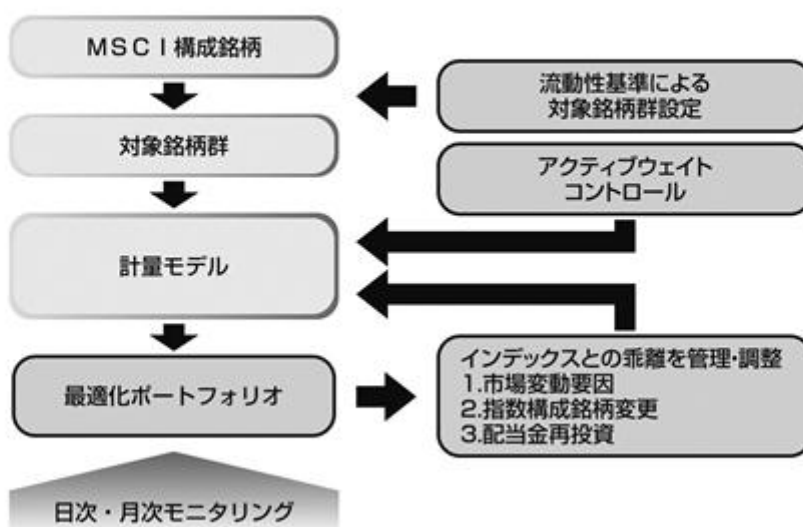 MSCI構成銘柄
流動性基準による
対象銘柄群設定
対象銘柄群
アクティブウェイト
コントロール
計量モデル
インデックスとの乖離を管理・調整
1.市場変動要因
2.指数構成銘柄変更
3.配当金再投資
最適化ポートフォリオ
日次・月次モニタリング